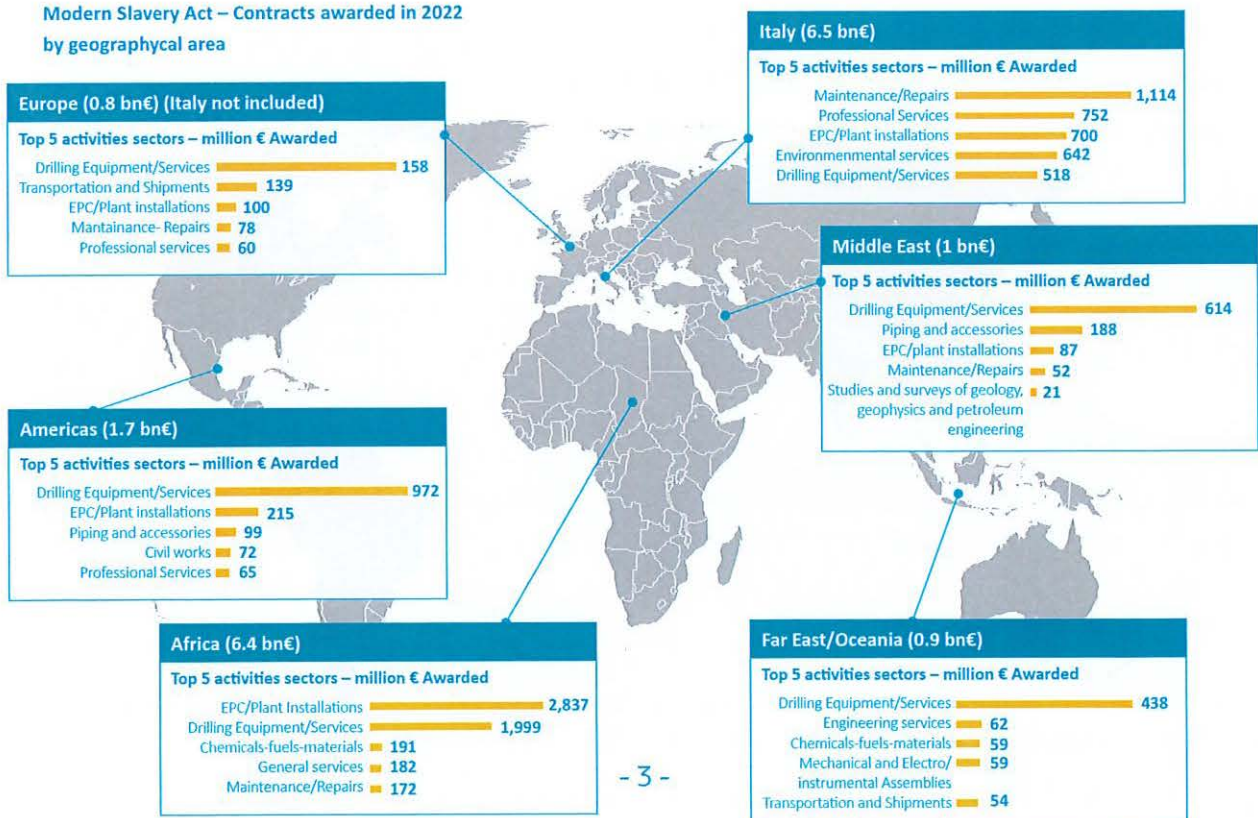 Modern Slavery Act – Contracts awarded in 2022
by geographycal area
Italy (6.5 bn€)
Top 5 activities sectors – million € Awarded
Maintenance/Repairs 1,114
Professional Services 752
EPC/Plant installations 700
Environmenmental services 642
Drilling Equipment/Services 518
Europe (0.8 bn€) (Italy not included)
Top 5 activities sectors – million € Awarded
Drilling Equipment/Services 158
Transportation and Shipments 139
EPC/Plant installations 100
Mantainance- Repairs 78
Professional services 60
Middle East (1 bn€)
Top 5 activities sectors – million € Awarded
Drilling Equipment/Services 614
Piping and accessories 188
EPC/plant installations 87
Maintenance/Repairs 52
Studies and surveys of geology, 21
geophysics and petroleum
engineering
Americas (1.7 bn€)
Top 5 activities sectors – million € Awarded
Drilling Equipment/Services 972
EPC/Plant installations 215
Piping and accessories 99
Civil works 72
Professional Services 65
Africa (6.4 bn€)
Top 5 activities sectors – million € Awarded
EPC/Plant Installations 2,837
Drilling Equipment/Services 1,999
Chemicals-fuels-materials 191
General services 182
Maintenance/Repairs 172
Far East/Oceania (0.9 bn€)
Top 5 activities sectors – million € Awarded
Drilling Equipment/Services 438
Engineering services 62
Chemicals-fuels-materials 59
Mechanical and Electro/ 59
instrumental Assemblies
Transportation and Shipments 54
- 3 -